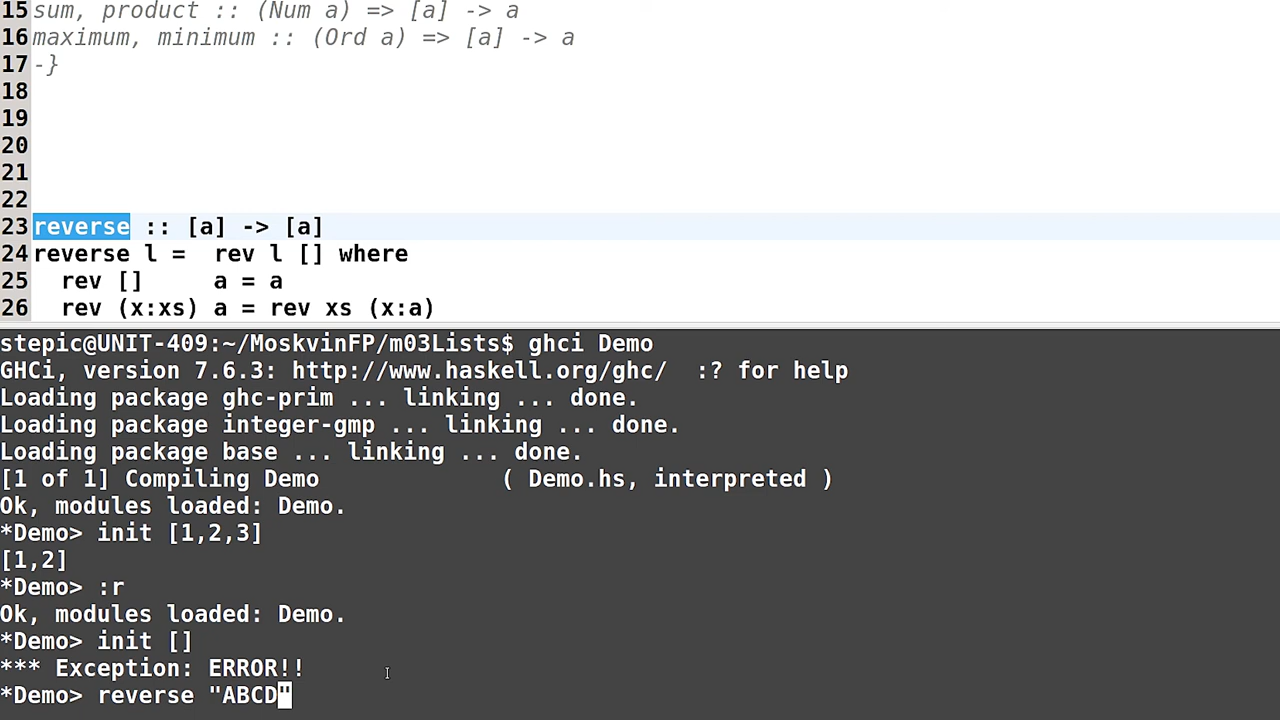 15 sum, product :: (Num a) => [a] -> a
16 maximum, minimum :: (Ord a) => [a] -> a
17 -}
18
19
20
21
22
23 reverse :: [a] -> [a]
24 reverse l =  rev l [] where
25   rev []     a = a
26   rev (x:xs) a = rev xs (x:a)
stepic@UNIT-409:~/MoskvinFP/m03Lists$ ghci Demo
GHCi, version 7.6.3: http://www.haskell.org/ghc/  :? for help
Loading package ghc-prim ... linking ... done.
Loading package integer-gmp ... linking ... done.
Loading package base ... linking ... done.
[1 of 1] Compiling Demo             ( Demo.hs, interpreted )
Ok, modules loaded: Demo.
*Demo> init [1,2,3]
[1,2]
*Demo> :r
Ok, modules loaded: Demo.
*Demo> init []
*** Exception: ERROR!!
*Demo> reverse "ABCD"